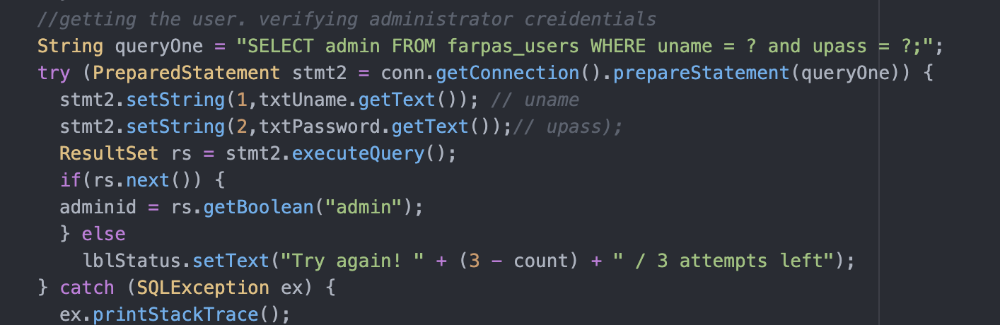 //getting the user. verifying administrator creidentials
String queryOne = "SELECT admin FROM farpas_users WHERE uname = ? and upass = ?;";
try (PreparedStatement stmt2 = conn.getConnection().prepareStatement(queryOne)) {
stmt2.setString(1,txtUname.getText()); // uname
stmt2.setString(2,txtPassword.getText());// upass);
ResultSet rs = stmt2.executeQuery();
if(rs.next()) {
adminid = rs.getBoolean("admin");
} else
lblStatus.setText("Try again! " + (3 - count) + " / 3 attempts left");
} catch (SQLException ex) {
ex.printStackTrace();